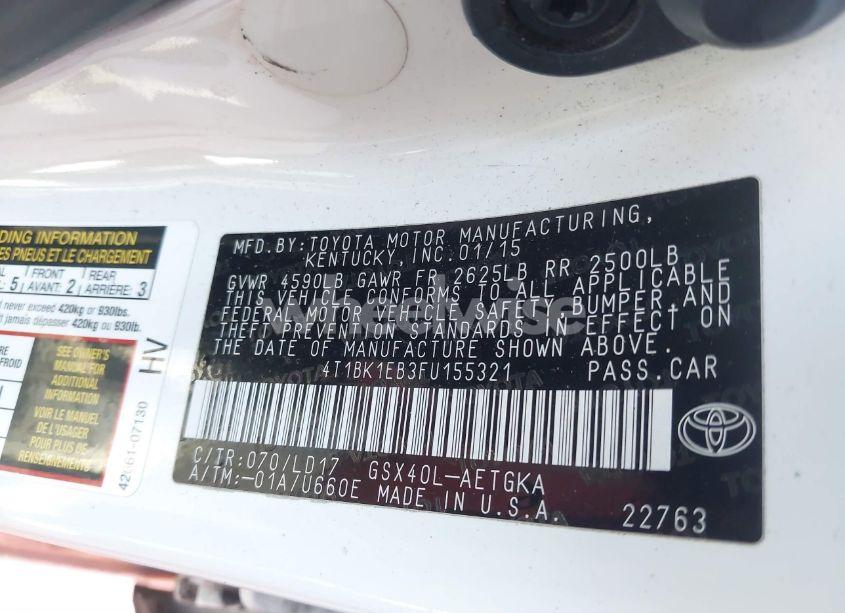 DING INFORMATION
ES PNEUS ET LE CHARGEMENT
: 5 FRONT AVANT: 2 REAR ARRIÈRE: 3
never exceed 420kg or 930lbs.
t jamais dépasser 420kg or 930lb.
SEE OWNER'S
MANUAL FOR
ADDITIONAL
INFORMATION
VOIR LE MANUEL
DE L'USAGER
POUR PLUS DE
RENSEIGNEMENTS
HV
42661-07130
MFD.BY:TOYOTA MOTOR MANUFACTURING,
KENTUCKY, INC.01/15
GVWR 4590LB GAWR FR 2625LB RR 2500LB
THIS VEHICLE CONFORMS TO ALL APPLICABLE
FEDERAL MOTOR VEHICLE SAFETY,BUMPER,AND
THEFT PREVENTION STANDARDS IN EFFECT ON
THE DATE OF MANUFACTURE SHOWN ABOVE.
4T1BK1EB3FU155321 PASS.CAR
C/TR:070/LD17 GSX40L-AETGKA
A/TM:-01A/U660E MADE IN U.S.A.
22763
wheelwise